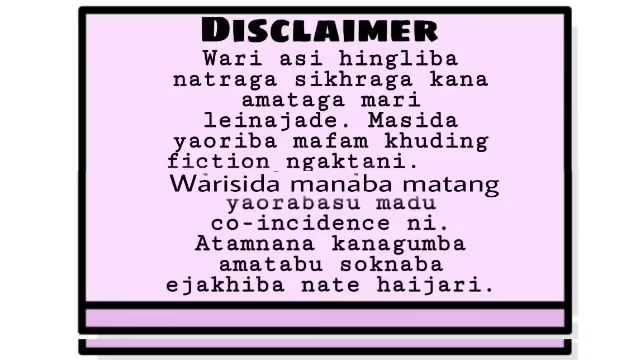 DISCLAIMER
Wari asi hingliba
natraga sikhraga kana
amataga mari
leinajade. Masida
yaoriba mafam khuding
fiction ngaktani.
Warisida manaba matang
yaorabasu madu
co-incidence ni.
Atamnana kanagumba
amatabu soknaba
ejakhiba nate haijari.